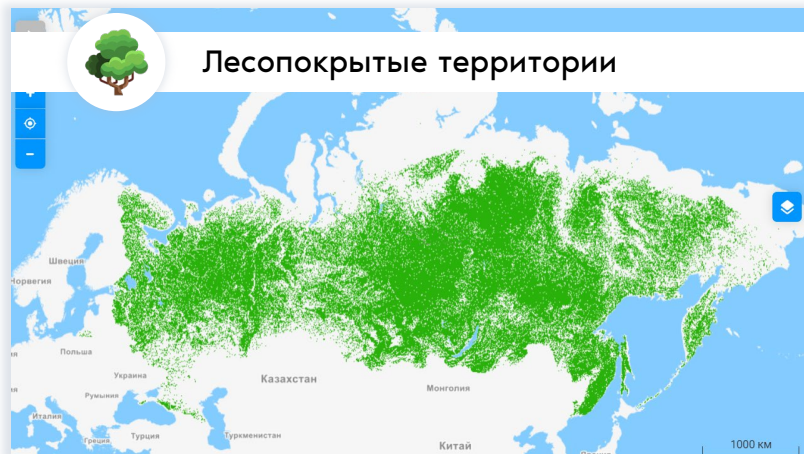 Лесопокрытые территории
Швеция
Норвегия
Польша
Украина
Румыния
Италия
Греция
Турция
Туркменистан
Казахстан
Монголия
Китай
1000 км